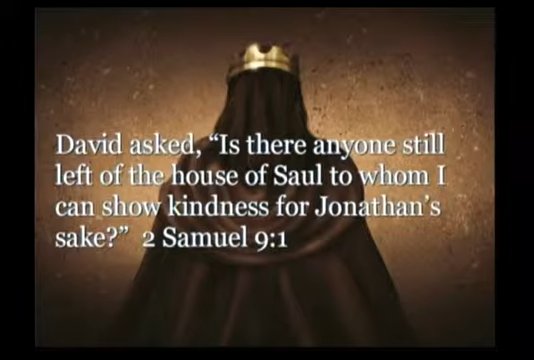 David asked, “Is there anyone still
left of the house of Saul to whom I
can show kindness for Jonathan’s
sake?”  2 Samuel 9:1